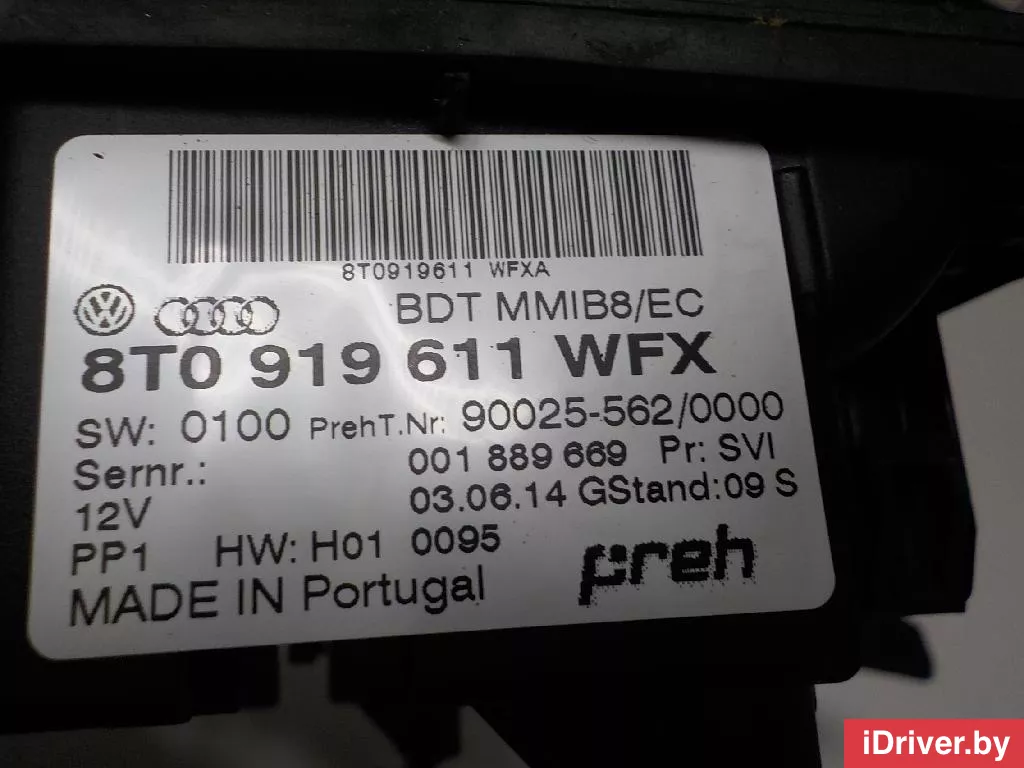 8T0919611 WFXA
BDT MMIB8/EC
8T0 919 611 WFX
SW: 0100 PrehT.Nr: 90025-562/0000
Sernr.: 001 889 669 Pr: SVI
12V 03.06.14 GStand:09 S
PP1 HW: H01 0095
preh
MADE IN Portugal
iDriver.by